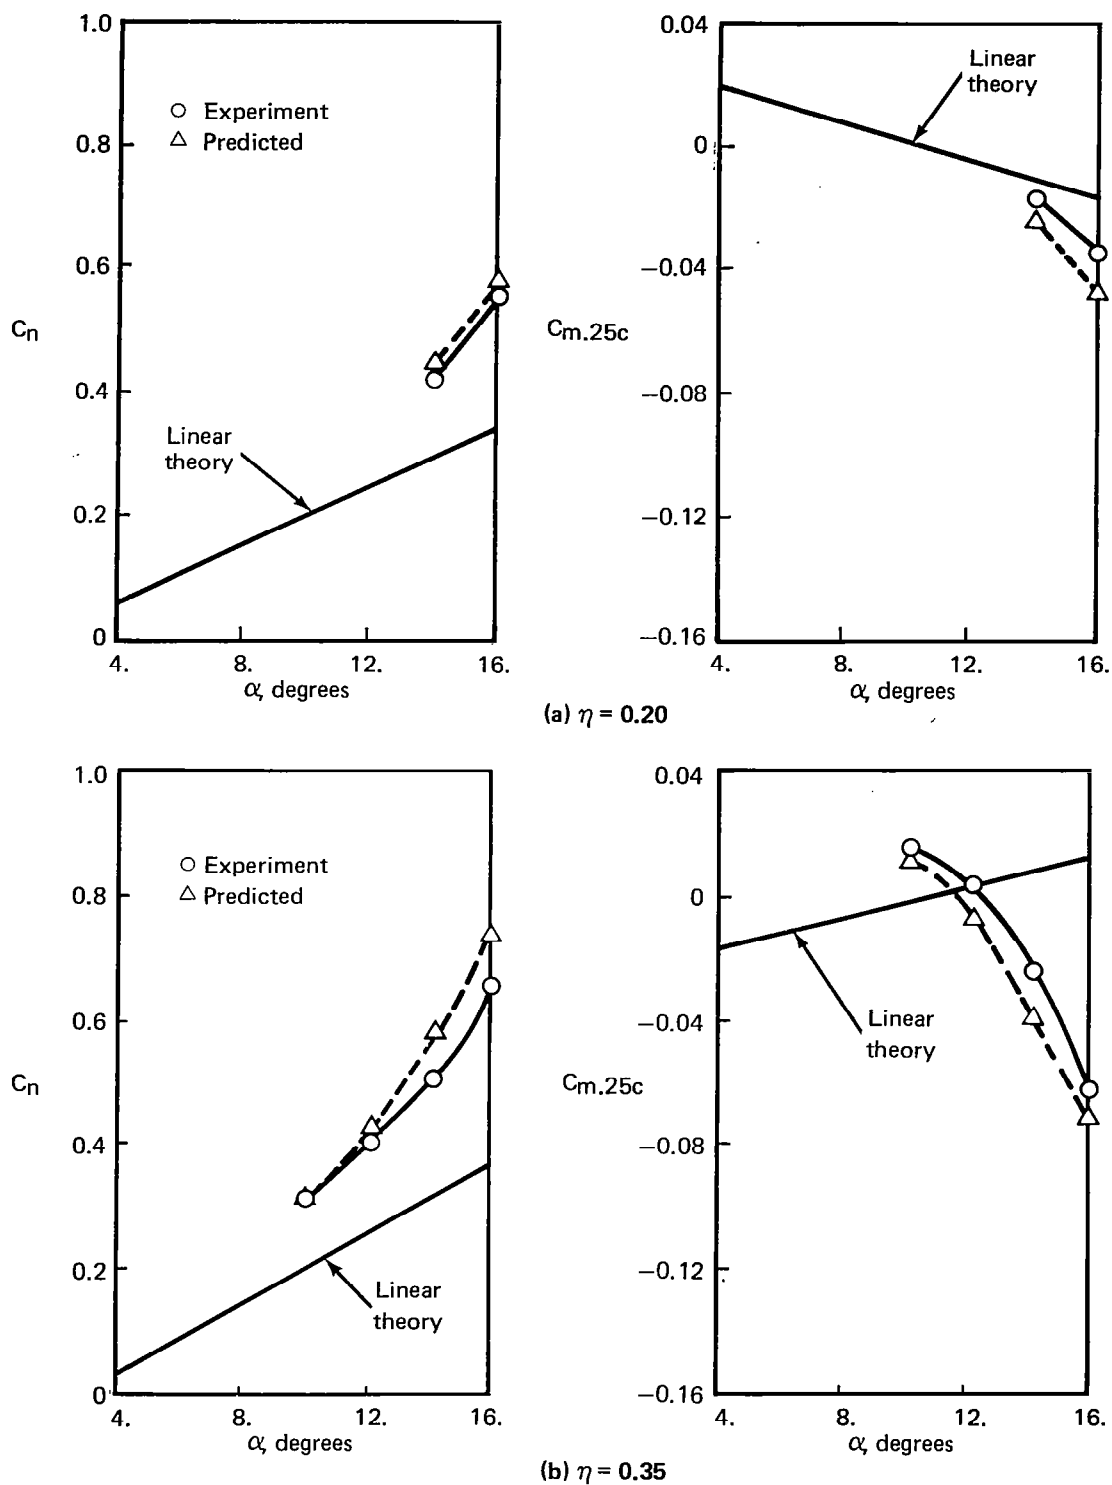 1.0
0.8
0.6
Cn
0.4
0.2
0
Experiment
Predicted
Linear
theory
4. 8. 12. 16.
α, degrees
0.04
0
−0.04
Cm.25c
−0.08
−0.12
−0.16
Linear
theory
4. 8. 12. 16.
α, degrees
(a) η = 0.20
1.0
0.8
0.6
Cn
0.4
0.2
0
Experiment
Predicted
Linear
theory
4. 8. 12. 16.
α, degrees
0.04
0
−0.04
Cm.25c
−0.08
−0.12
−0.16
Linear
theory
4. 8. 12. 16.
α, degrees
(b) η = 0.35